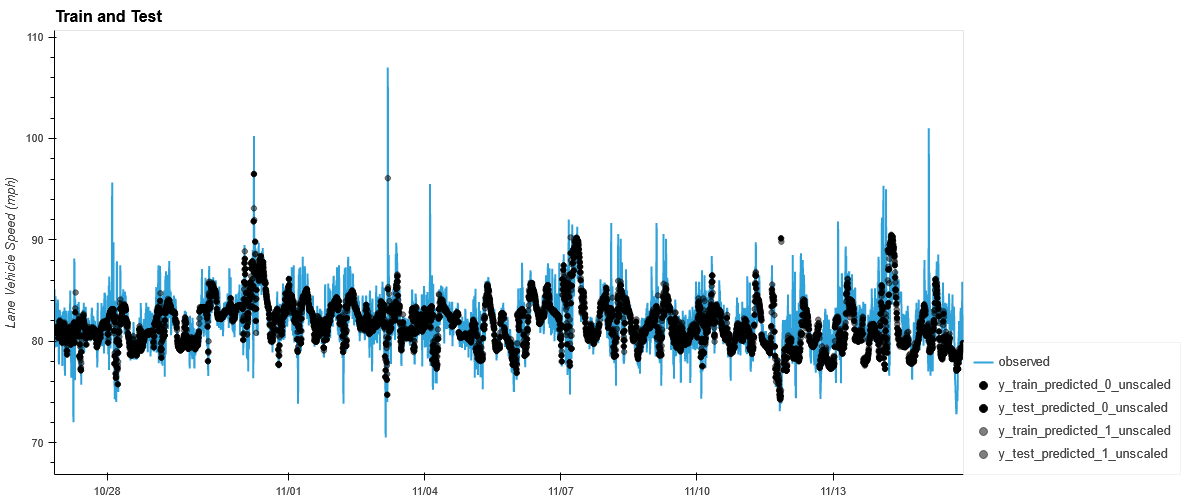 Train and Test
110
100
90
80
70
Lane Vehicle Speed (mph)
10/28
11/01
11/04
11/07
11/10
11/13
observed
y_train_predicted_0_unscaled
y_test_predicted_0_unscaled
y_train_predicted_1_unscaled
y_test_predicted_1_unscaled